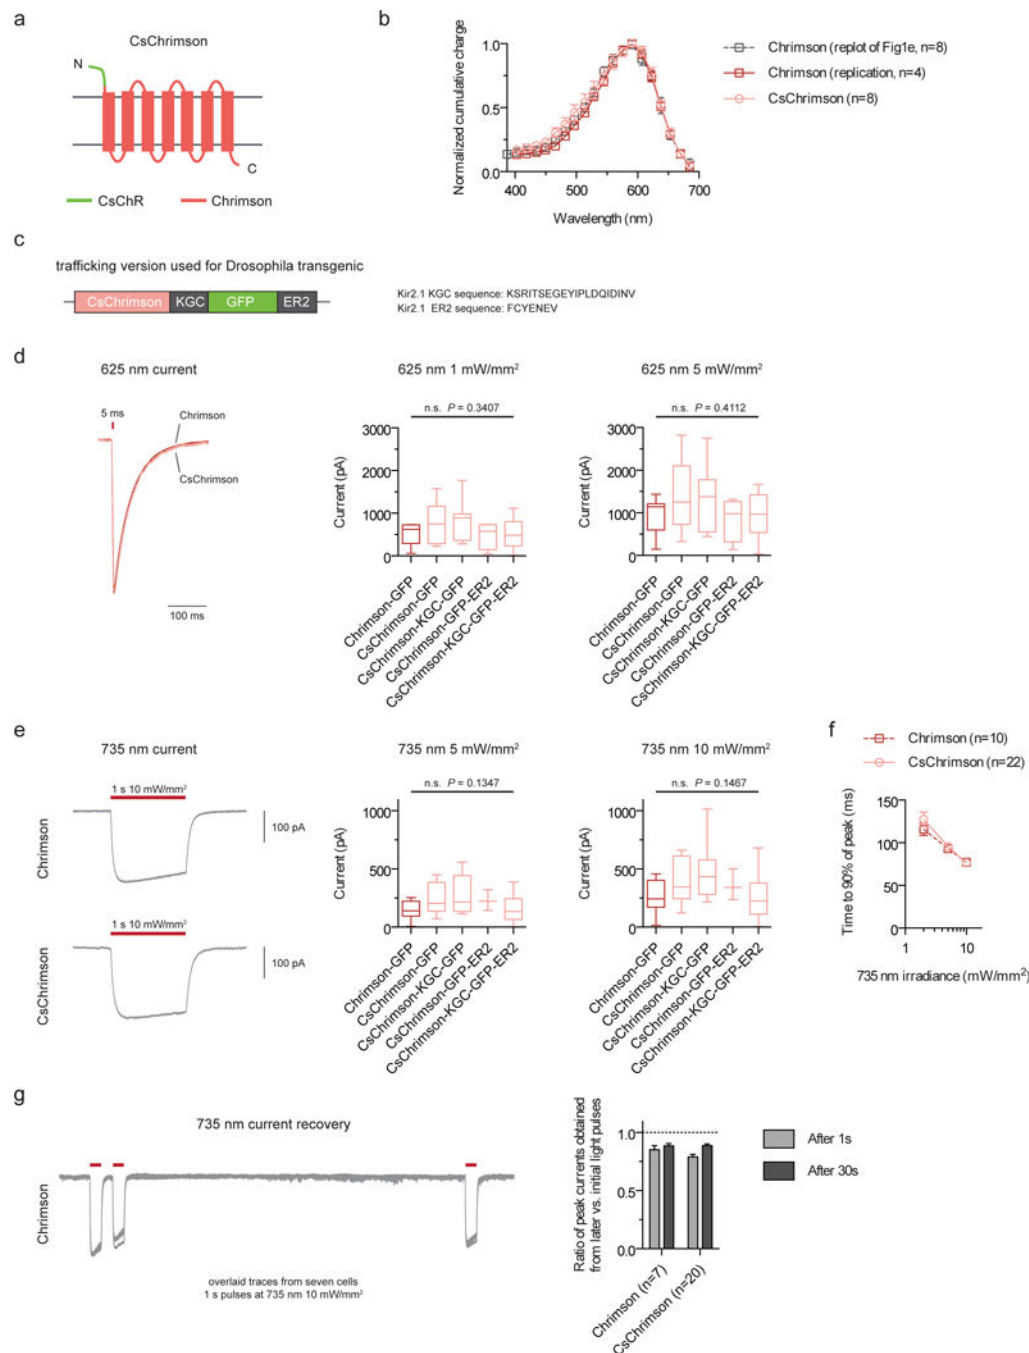 a
CsChrimson
N
C
CsChR
Chrimson
b
Normalized cumulative charge
1.0
0.5
0.0
400
500
600
700
Wavelength (nm)
Chrimson (replot of Fig1e, n=8)
Chrimson (replication, n=4)
CsChrimson (n=8)
c
trafficking version used for Drosophila transgenic
CsChrimson KGC GFP ER2
Kir2.1 KGC sequence: KSRITSEGEYIPLDQIDINV
Kir2.1 ER2 sequence: FCYENEV
d
625 nm current
5 ms
Chrimson
CsChrimson
100 ms
625 nm 1 mW/mm²
n.s. P = 0.3407
Current (pA)
3000
2000
1000
0
Chrimson-GFP
CsChrimson-GFP
CsChrimson-KGC-GFP
CsChrimson-GFP-ER2
CsChrimson-KGC-GFP-ER2
625 nm 5 mW/mm²
n.s. P = 0.4112
Current (pA)
3000
2000
1000
0
Chrimson-GFP
CsChrimson-GFP
CsChrimson-KGC-GFP
CsChrimson-GFP-ER2
CsChrimson-KGC-GFP-ER2
e
735 nm current
1 s 10 mW/mm²
Chrimson
100 pA
1 s 10 mW/mm²
CsChrimson
100 pA
735 nm 5 mW/mm²
n.s. P = 0.1347
Current (pA)
1000
500
0
Chrimson-GFP
CsChrimson-GFP
CsChrimson-KGC-GFP
CsChrimson-GFP-ER2
CsChrimson-KGC-GFP-ER2
735 nm 10 mW/mm²
n.s. P = 0.1467
Current (pA)
1000
500
0
Chrimson-GFP
CsChrimson-GFP
CsChrimson-KGC-GFP
CsChrimson-GFP-ER2
CsChrimson-KGC-GFP-ER2
f
Chrimson (n=10)
CsChrimson (n=22)
Time to 90% of peak (ms)
150
100
50
0
1
10
735 nm irradiance (mW/mm²)
g
735 nm current recovery
Chrimson
overlaid traces from seven cells
1 s pulses at 735 nm 10 mW/mm²
Ratio of peak currents obtained
from later vs. initial light pulses
1.0
0.5
0.0
Chrimson (n=7)
CsChrimson (n=20)
After 1s
After 30s